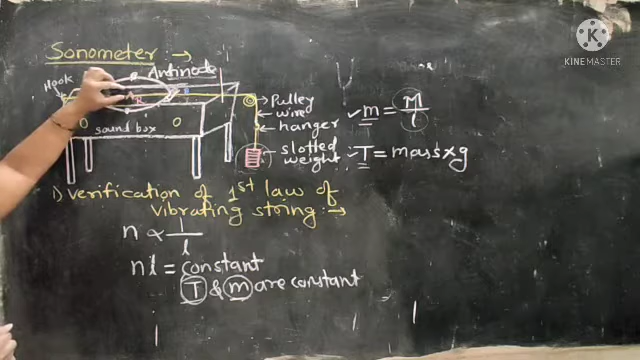 Sonometer →
Hook
Antinode
Pulley
wire
hanger
slotted
weight
sound box
m = M/l
T = mass × g
1) verification of 1st law of
vibrating string :→
n ∝ 1/l
nl = constant
T & m are constant
KINEMASTER